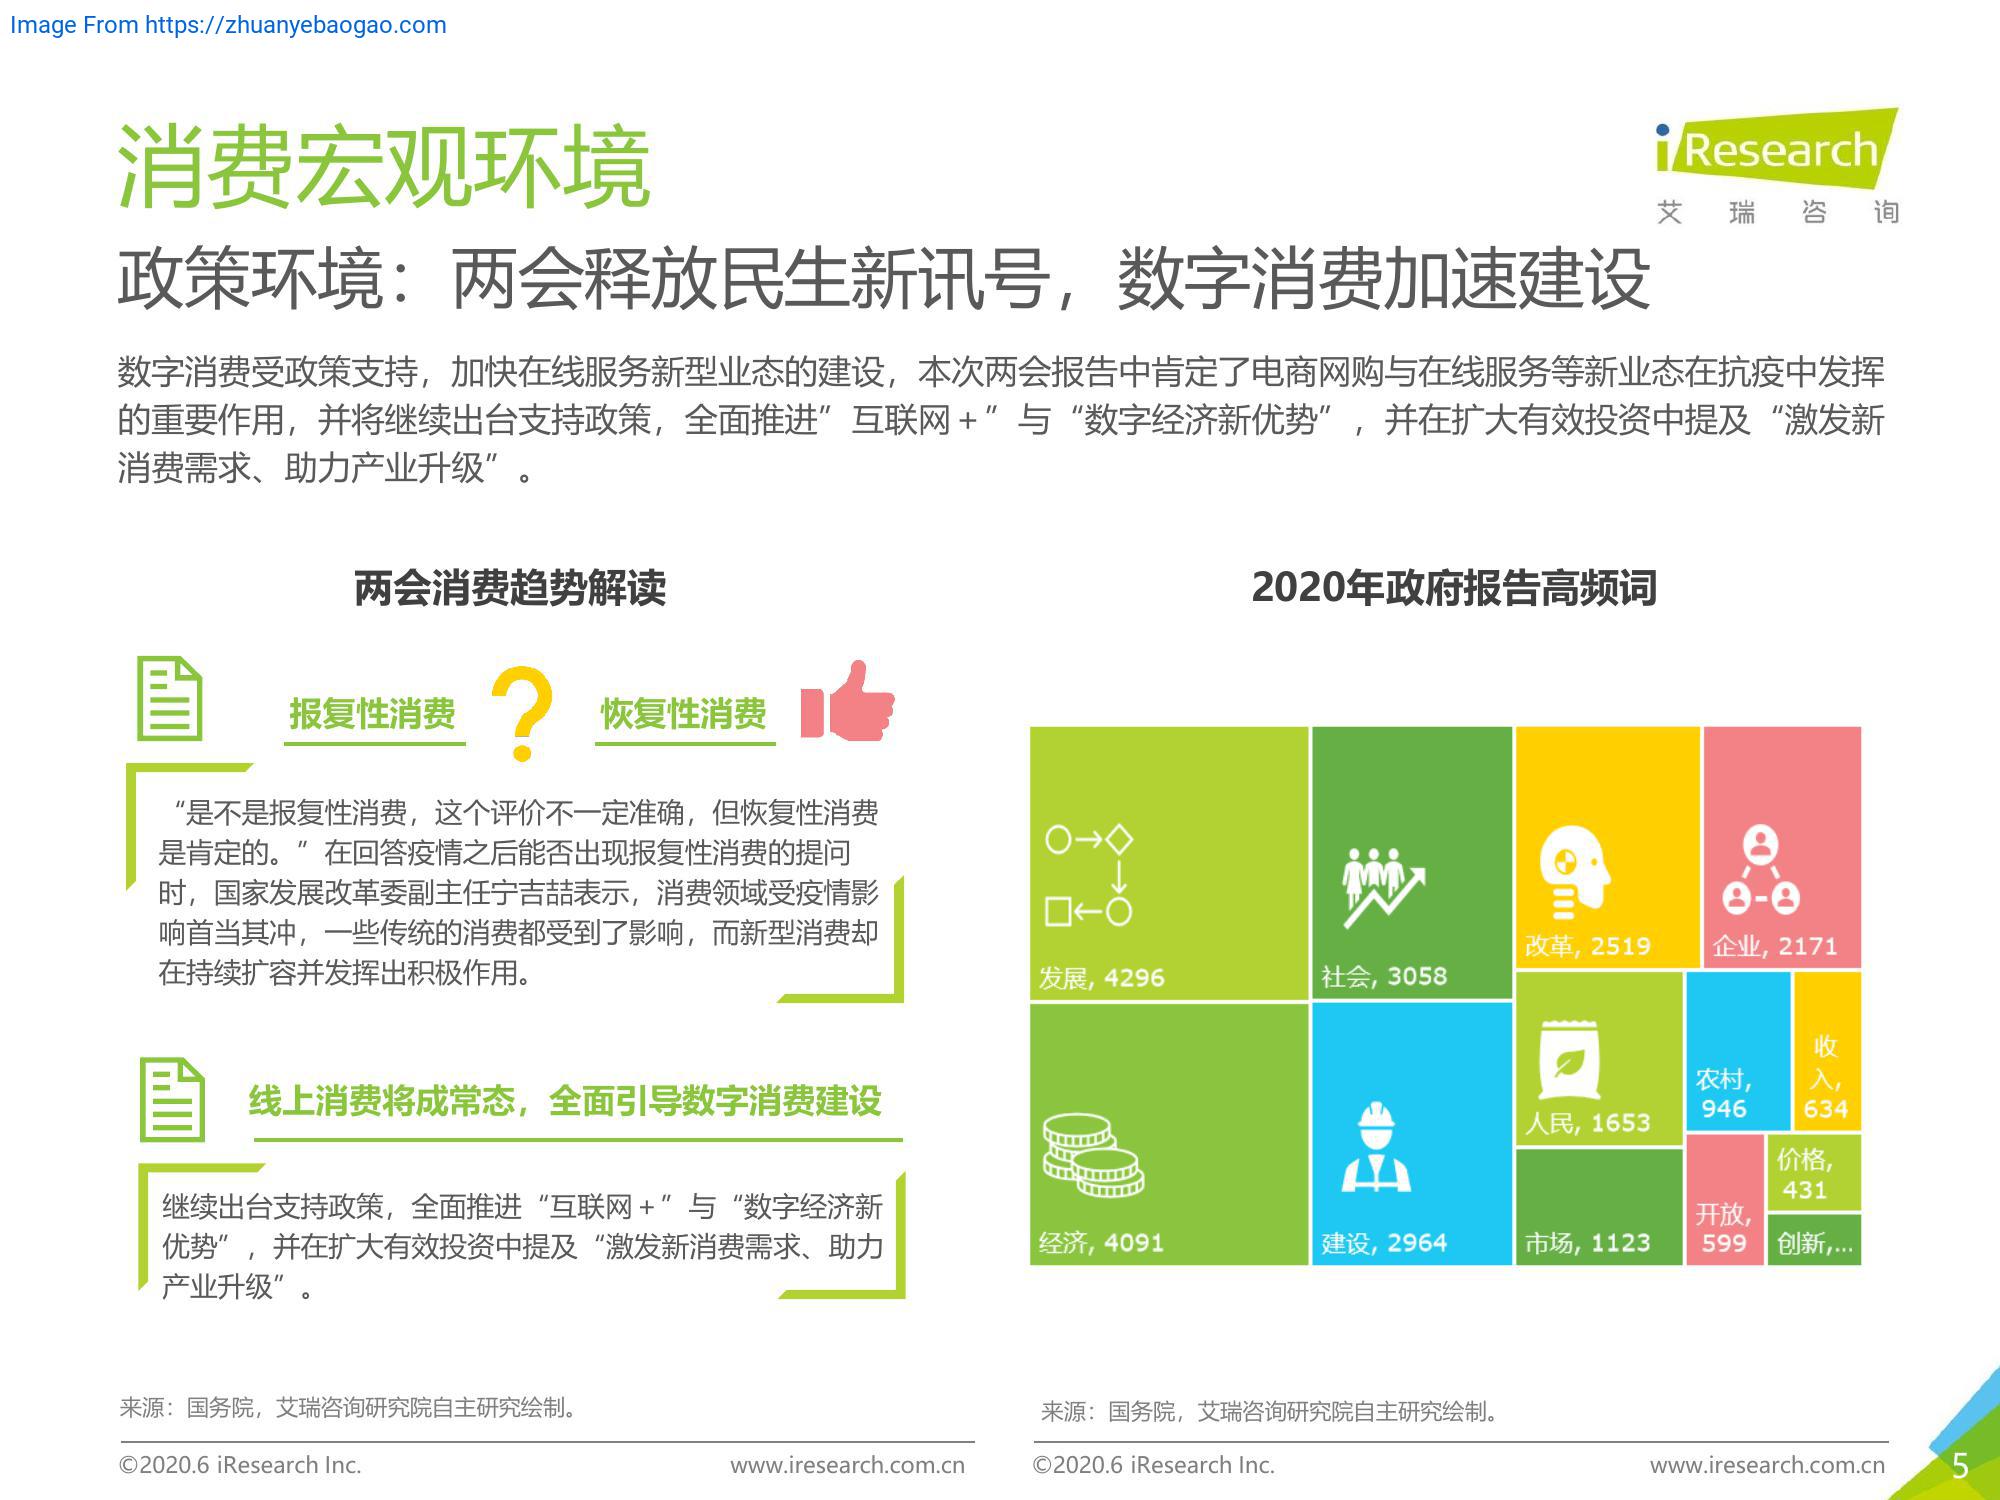 Image From https://zhuanyebaogao.com
消费宏观环境
iResearch
艾瑞咨询
政策环境：两会释放民生新讯号，数字消费加速建设
数字消费受政策支持，加快在线服务新型业态的建设，本次两会报告中肯定了电商网购与在线服务等新业态在抗疫中发挥
的重要作用，并将继续出台支持政策，全面推进”互联网+”与“数字经济新优势”，并在扩大有效投资中提及“激发新
消费需求、助力产业升级”。
两会消费趋势解读
报复性消费
恢复性消费
“是不是报复性消费，这个评价不一定准确，但恢复性消费
是肯定的。”在回答疫情之后能否出现报复性消费的提问
时，国家发展改革委副主任宁吉喆表示，消费领域受疫情影
响首当其冲，一些传统的消费都受到了影响，而新型消费却
在持续扩容并发挥出积极作用。
线上消费将成常态，全面引导数字消费建设
继续出台支持政策，全面推进“互联网+”与“数字经济新
优势”，并在扩大有效投资中提及“激发新消费需求、助力
产业升级”。
2020年政府报告高频词
发展, 4296
社会, 3058
改革, 2519
企业, 2171
经济, 4091
建设, 2964
人民, 1653
市场, 1123
农村,
946
收
入,
634
开放,
599
价格,
431
创新,...
来源：国务院，艾瑞咨询研究院自主研究绘制。
来源：国务院，艾瑞咨询研究院自主研究绘制。
©2020.6 iResearch Inc.
www.iresearch.com.cn
©2020.6 iResearch Inc.
www.iresearch.com.cn
5